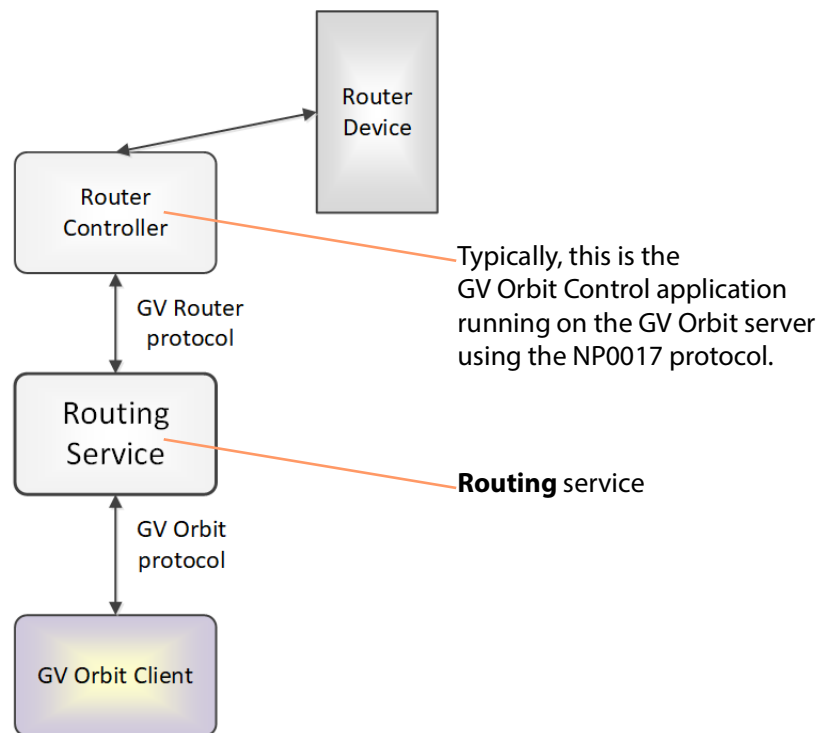 Router
Device
Router
Controller
Typically, this is the
GV Orbit Control application
running on the GV Orbit server
using the NP0017 protocol.
GV Router
protocol
Routing
Service
Routing service
GV Orbit
protocol
GV Orbit Client